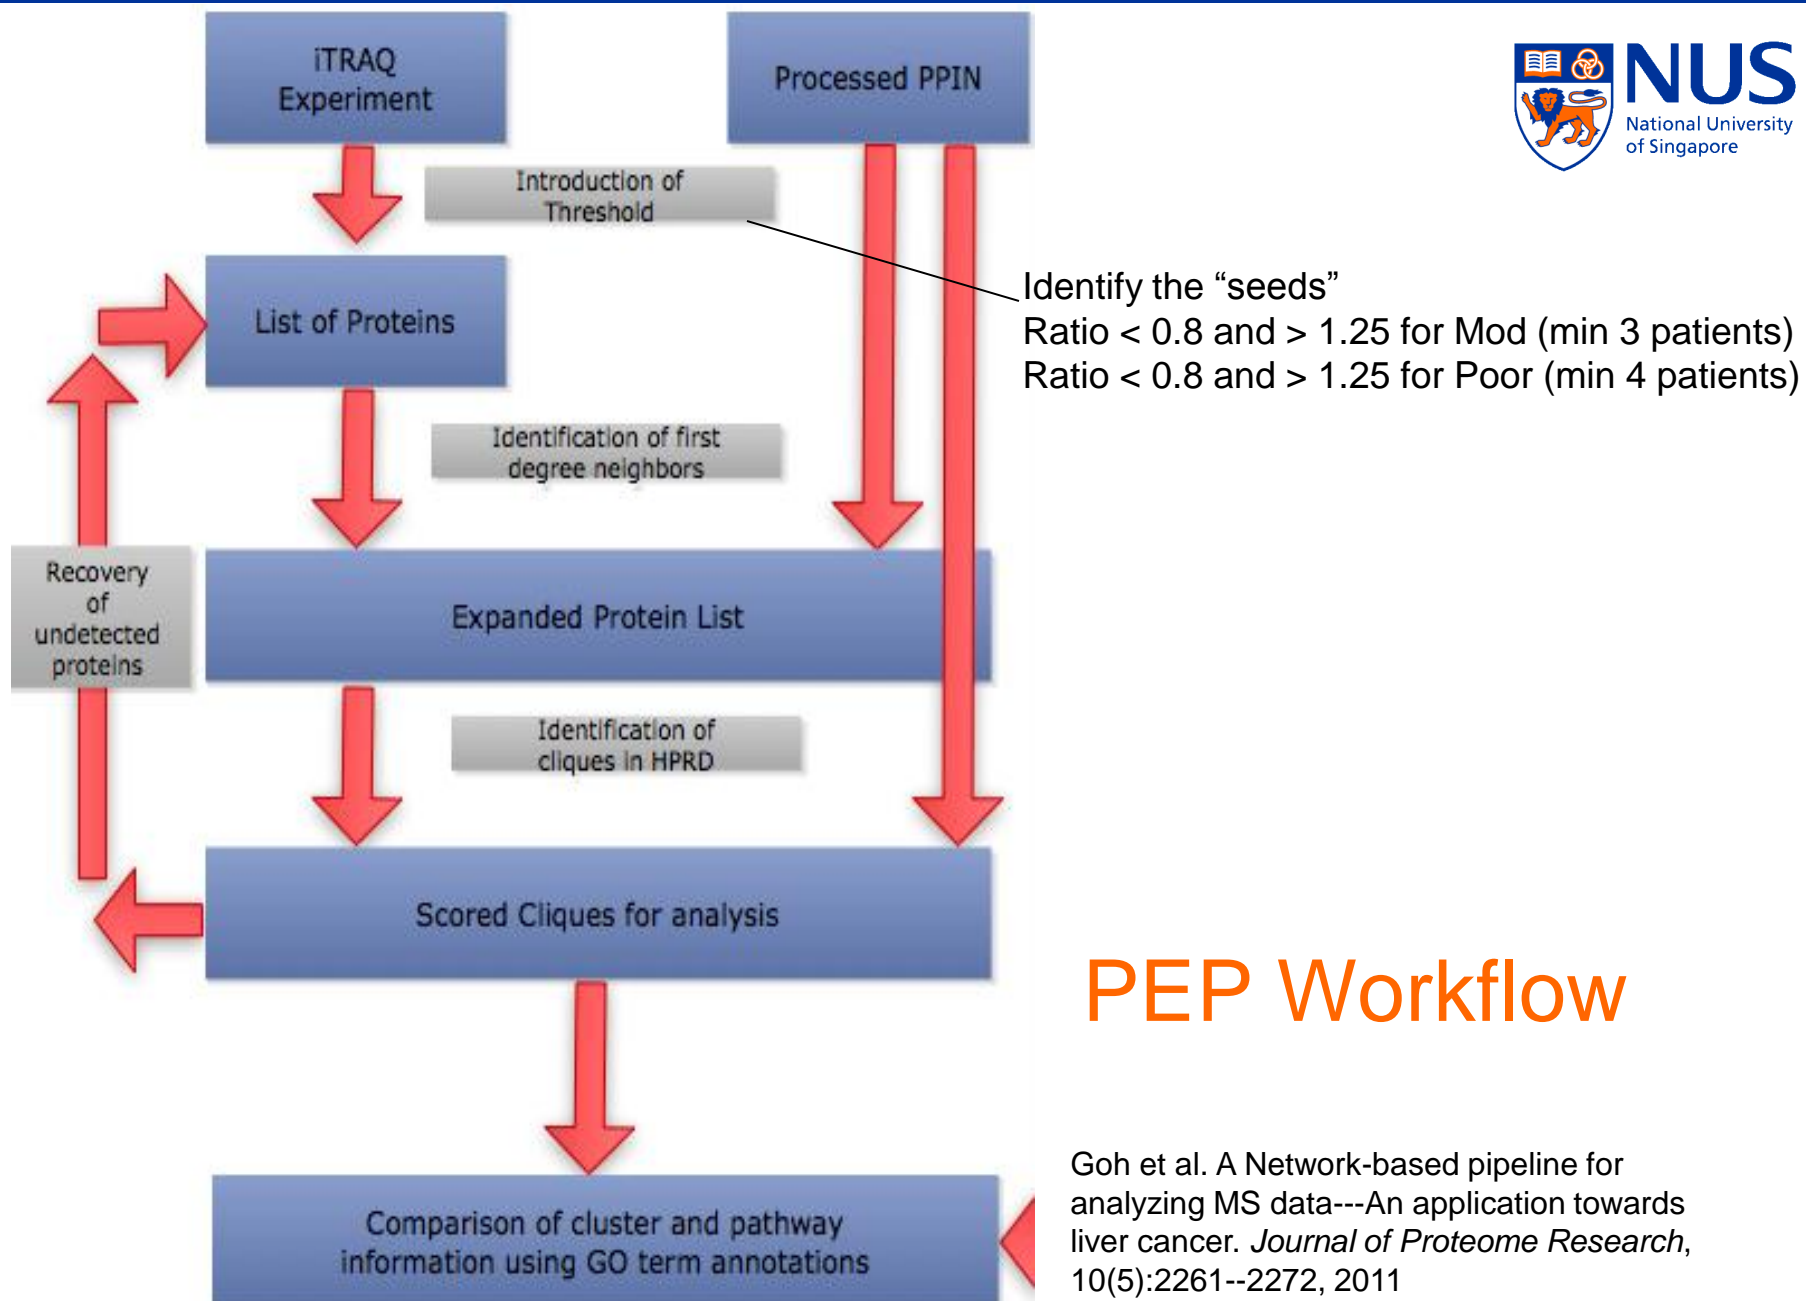 iTRAQ
Experiment
Processed PPIN
NUS
National University
of Singapore
Introduction of
Threshold
Identify the “seeds”
Ratio < 0.8 and > 1.25 for Mod (min 3 patients)
Ratio < 0.8 and > 1.25 for Poor (min 4 patients)
List of Proteins
Identification of first
degree neighbors
Recovery
of
undetected
proteins
Expanded Protein List
Identification of
cliques in HPRD
Scored Cliques for analysis
PEP Workflow
Comparison of cluster and pathway
information using GO term annotations
Goh et al. A Network-based pipeline for
analyzing MS data---An application towards
liver cancer. Journal of Proteome Research,
10(5):2261--2272, 2011